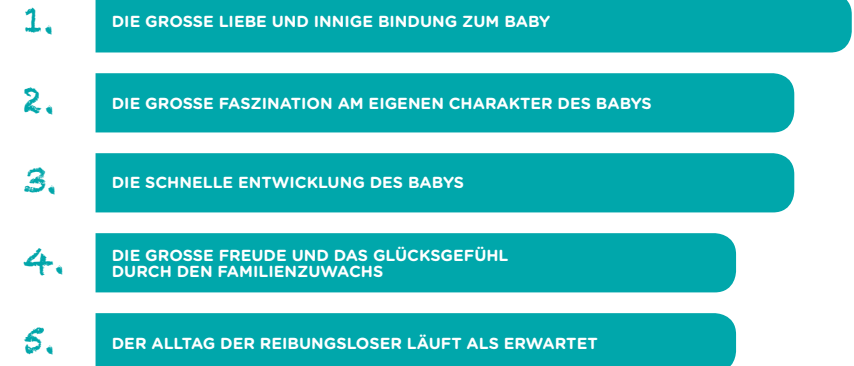 1. DIE GROSSE LIEBE UND INNIGE BINDUNG ZUM BABY
2. DIE GROSSE FASZINATION AM EIGENEN CHARAKTER DES BABYS
3. DIE SCHNELLE ENTWICKLUNG DES BABYS
4. DIE GROSSE FREUDE UND DAS GLÜCKSGEFÜHL
DURCH DEN FAMILIENZUWACHS
5. DER ALLTAG DER REIBUNGSLOSER LÄUFT ALS ERWARTET